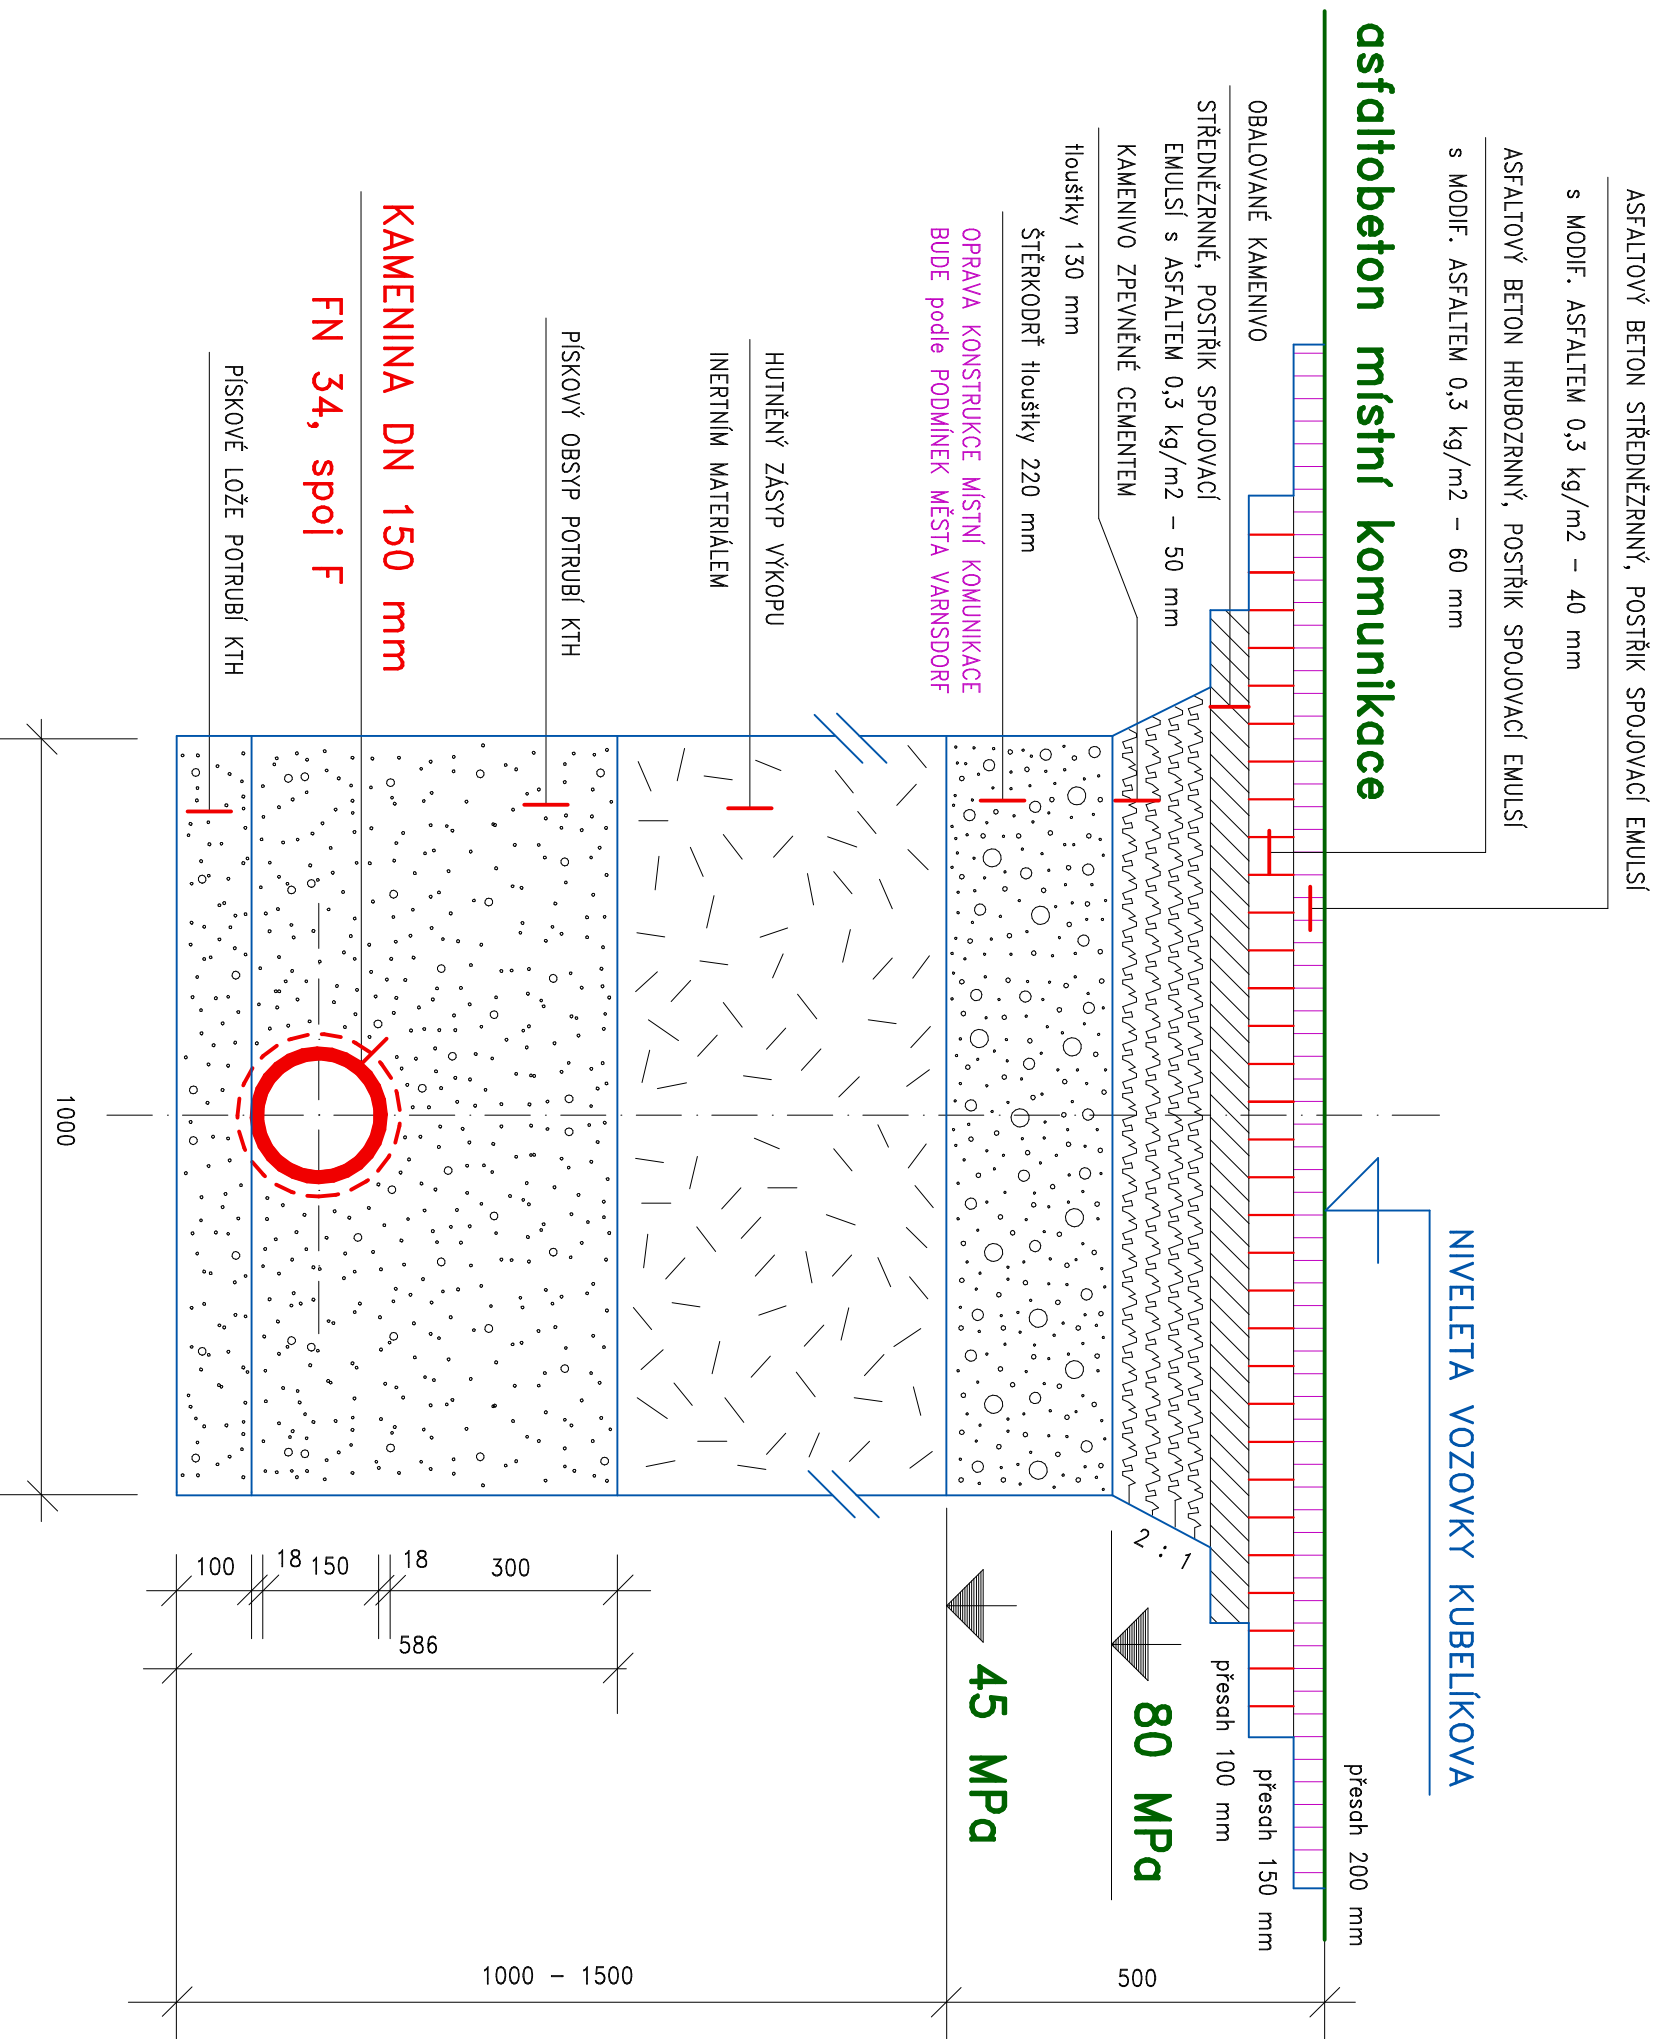 ASFALTOVÝ BETON STŘEDNĚZRNNÝ, POSTŘIK SPOJOVACÍ EMULSÍ
s MODIF. ASFALTEM 0,3 kg/m2 – 40 mm
ASFALTOVÝ BETON HRUBOZRNNÝ, POSTŘIK SPOJOVACÍ EMULSÍ
s MODIF. ASFALTEM 0,3 kg/m2 – 60 mm
NIVELETA VOZOVKY KUBELÍKOVA
asfaltobeton místní komunikace
přesah 200 mm
OBALOVANÉ KAMENIVO
STŘEDNĚZRNNÉ, POSTŘIK SPOJOVACÍ
EMULSÍ s ASFALTEM 0,3 kg/m2 – 50 mm
přesah 150 mm
přesah 100 mm
KAMENIVO ZPEVNĚNÉ CEMENTEM
tloušťky 130 mm
2 : 1
80 MPa
500
ŠTĚRKODRŤ tloušťky 220 mm
OPRAVA KONSTRUKCE MÍSTNÍ KOMUNIKACE
BUDE podle PODMÍNEK MĚSTA VARNSDORF
45 MPa
HUTNĚNÝ ZÁSYP VÝKOPU
INERTNÍM MATERIÁLEM
PÍSKOVÝ OBSYP POTRUBÍ KTH
300
1000 – 1500
KAMENINA DN 150 mm
FN 34, spoj F
18
150
18
586
PÍSKOVÉ LOŽE POTRUBÍ KTH
100
1000